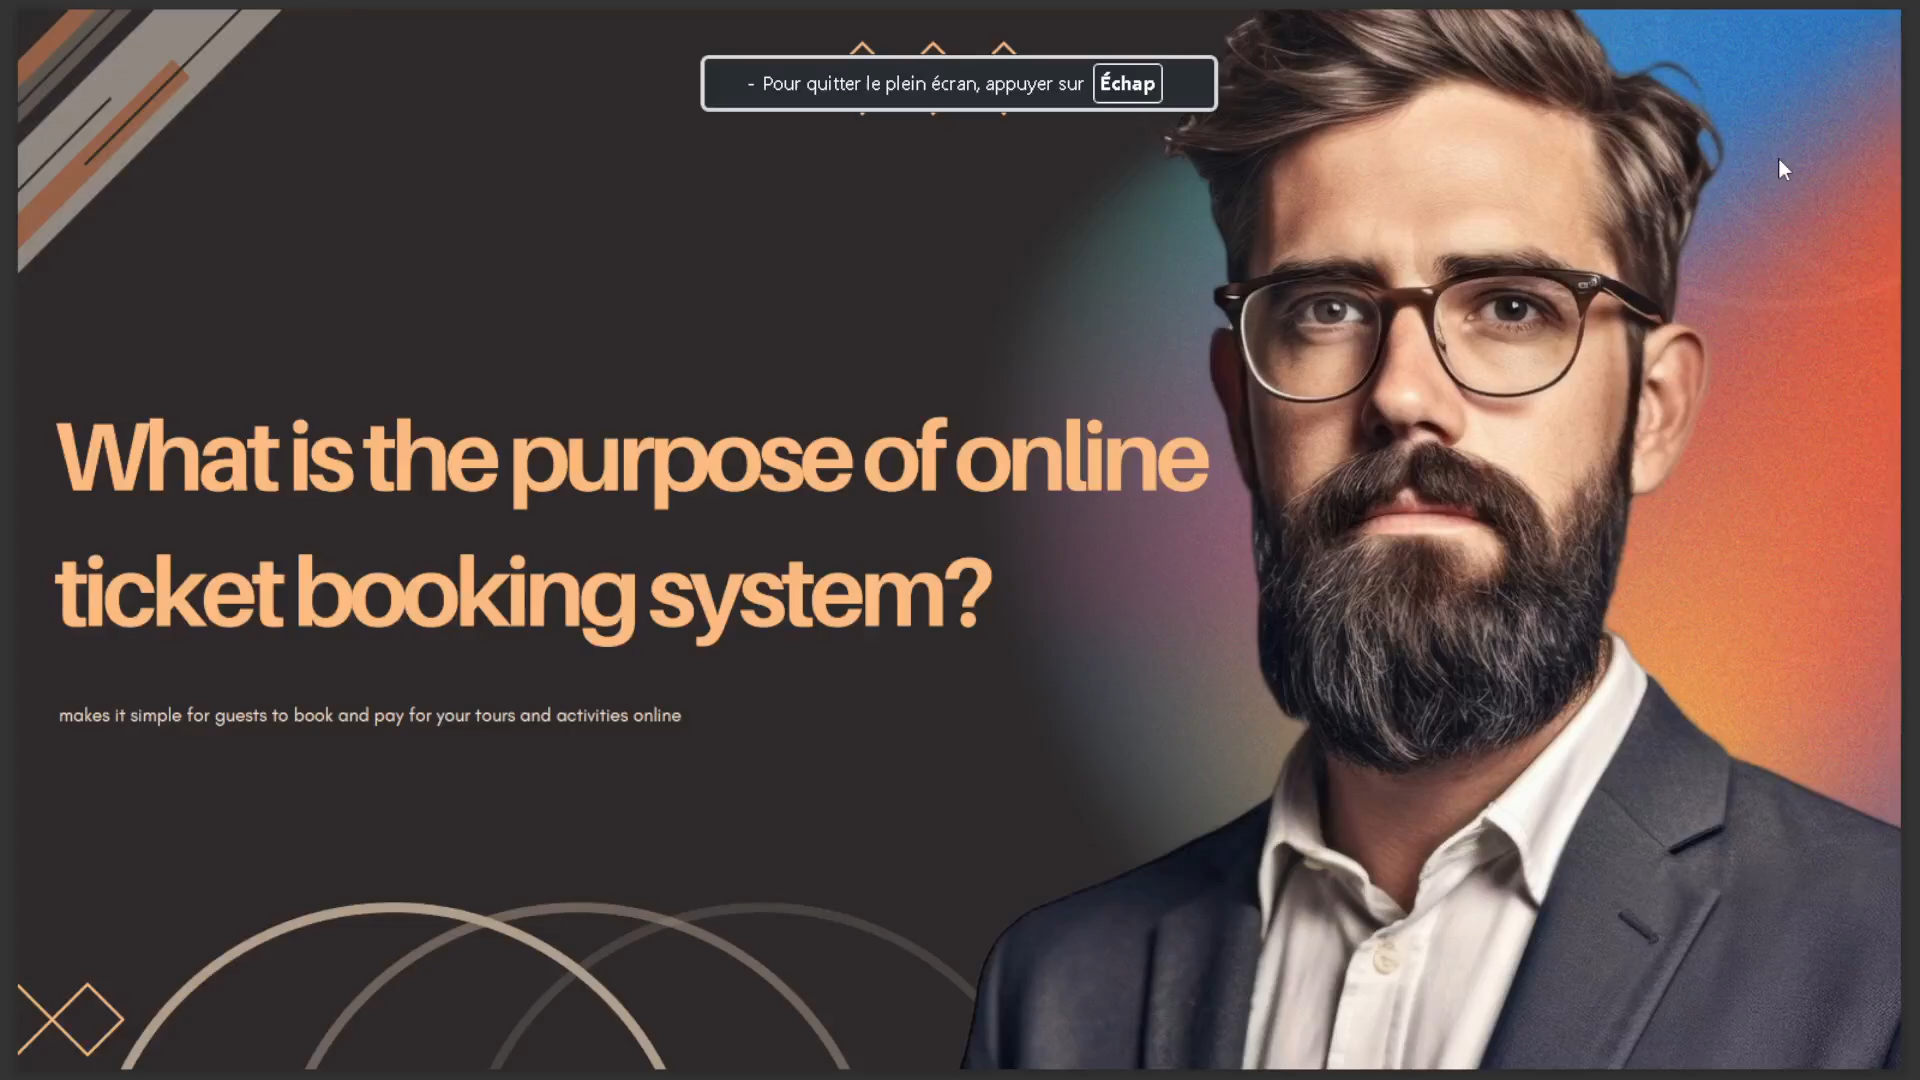 - Pour quitter le plein écran, appuyer sur Échap
What is the purpose of online
ticket booking system?
makes it simple for guests to book and pay for your tours and activities online